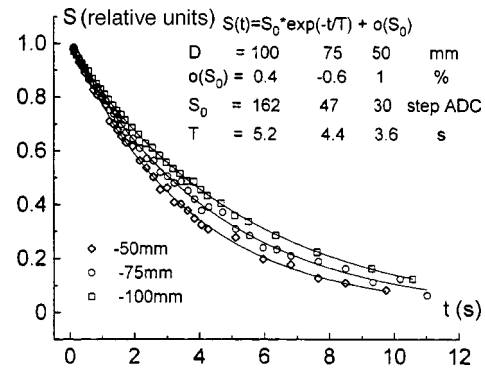 S (relative units)
S(t)=S₀*exp(-t/T) + o(S₀)
D = 100 75 50 mm
o(S₀) = 0.4 -0.6 1 %
S₀ = 162 47 30 step ADC
T = 5.2 4.4 3.6 s
1.0
0.8
0.6
0.4
0.2
0
-50mm
-75mm
-100mm
t (s)
0 2 4 6 8 10 12